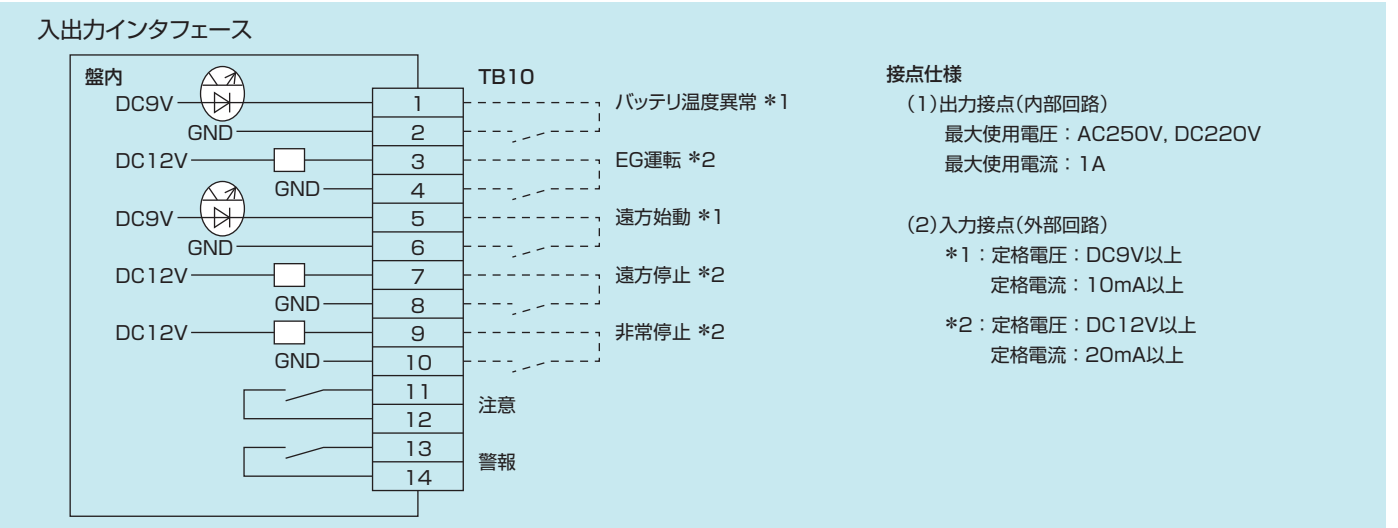 入出力インタフェース
盤内
TB10
DC9V
1
バッテリ温度異常 *1
GND
2
DC12V
3
EG運転 *2
GND
4
DC9V
5
遠方始動 *1
GND
6
DC12V
7
遠方停止 *2
GND
8
DC12V
9
非常停止 *2
GND
10
11
注意
12
13
警報
14
接点仕様
(1)出力接点(内部回路)
最大使用電圧：AC250V, DC220V
最大使用電流：1A
(2)入力接点(外部回路)
*1：定格電圧：DC9V以上
定格電流：10mA以上
*2：定格電圧：DC12V以上
定格電流：20mA以上